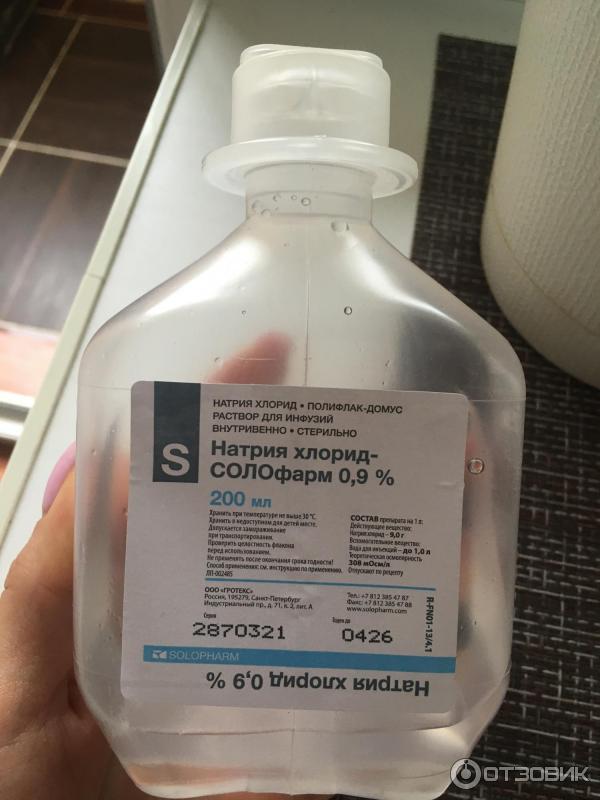 НАТРИЯ ХЛОРИД • ПОЛИФЛАК-ДОМУС
РАСТВОР ДЛЯ ИНФУЗИЙ
ВНУТРИВЕННО • СТЕРИЛЬНО
S
Натрия хлорид-
СОЛОфарм 0,9 %
200 мл
Хранить при температуре не выше 30 °С.
Хранить в недоступном для детей месте.
Допускается замораживание
при транспортировании.
Проверить целостность флакона
перед использованием.
Не применять после окончания срока годности!
Способ применения: см. инструкцию по применению.
ЛП-002485
СОСТАВ препарата на 1 л:
Действующее вещество:
Натрия хлорид – 9,0 г
Вспомогательное вещество:
Вода для инъекций – до 1,0 л
Теоретическая осмолярность
308 мОсм/л
Отпускают по рецепту
ООО «ГРОТЕКС»
Россия, 195279, Санкт-Петербург
Индустриальный пр., д. 71, к. 2, лит. А
Тел.: +7 812 385 47 87
Факс: +7 812 385 47 88
www.solopharm.com
Серия
2870321
Годен до
0426
R-FN01-13/4.1
SOLOPHARM
Натрия хлорид 0,9 %
ОТЗОВИК